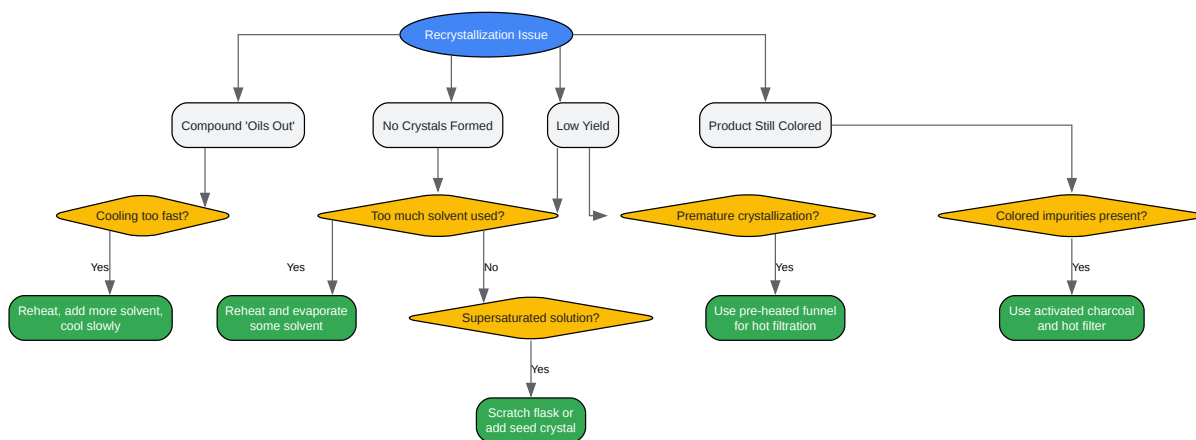 Recrystallization Issue
Compound 'Oils Out'
No Crystals Formed
Low Yield
Product Still Colored
Cooling too fast?
Too much solvent used?
Premature crystallization?
Colored impurities present?
Yes
Yes
No
Yes
Yes
Reheat, add more solvent,
cool slowly
Reheat and evaporate
some solvent
Supersaturated solution?
Use pre-heated funnel
for hot filtration
Use activated charcoal
and hot filter
Yes
Scratch flask or
add seed crystal